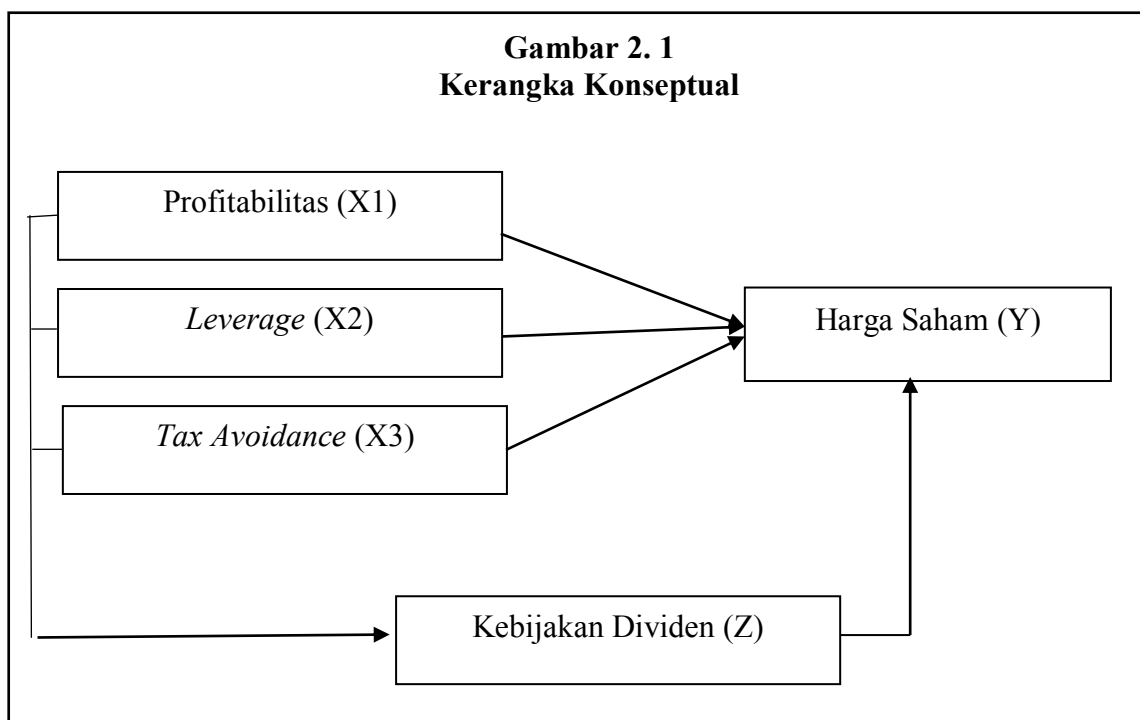 Gambar 2. 1
Kerangka Konseptual
Profitabilitas (X1)
Leverage (X2)
Harga Saham (Y)
Tax Avoidance (X3)
Kebijakan Dividen (Z)